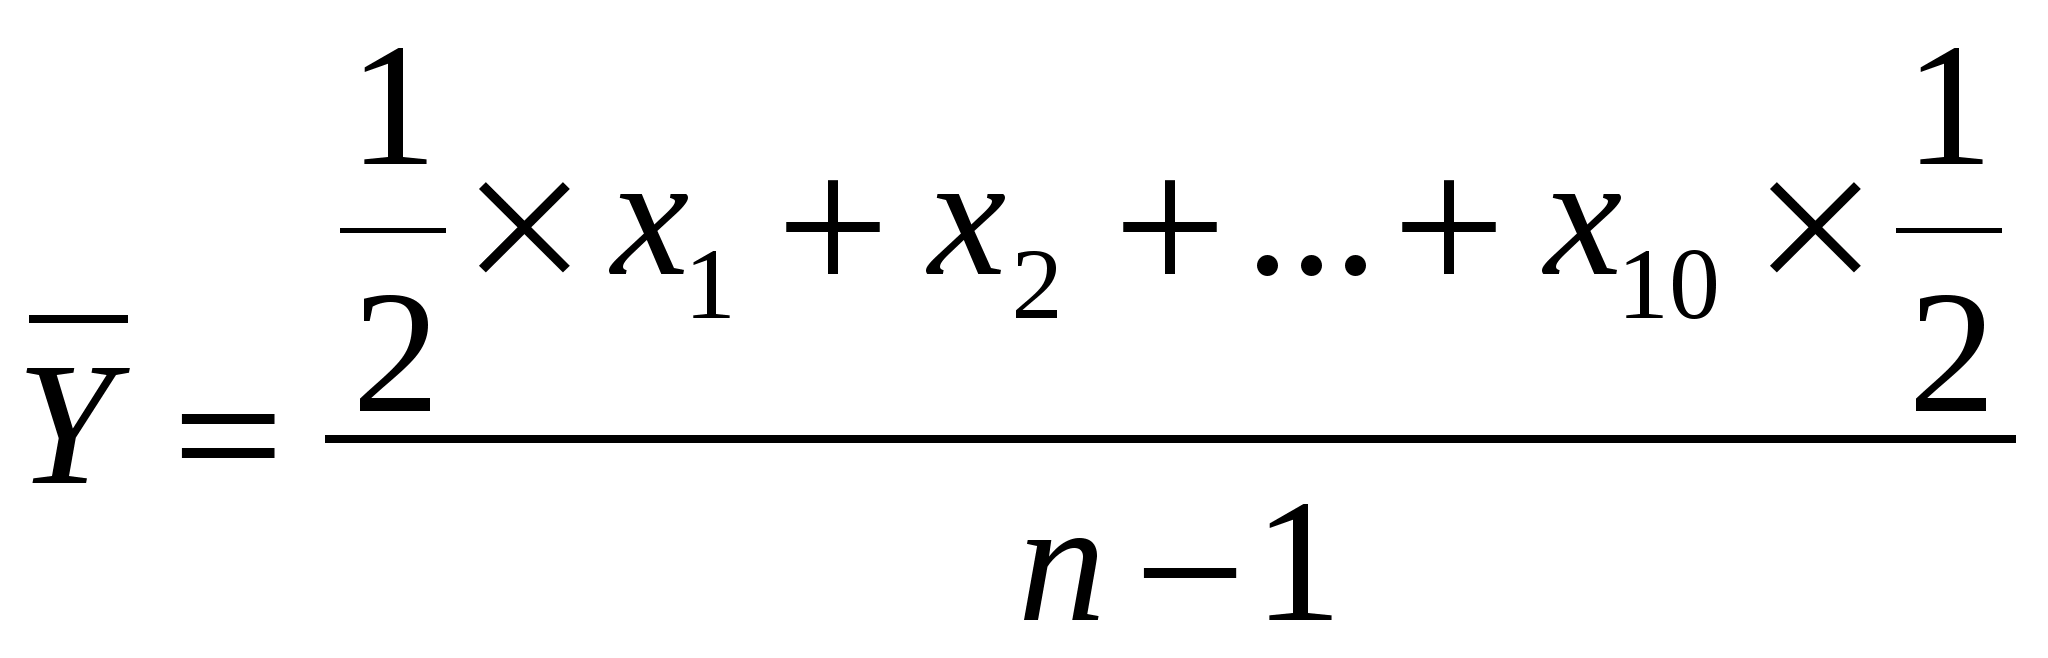 Y̅ = (1/2 × x₁ + x₂ + ... + x₁₀ × 1/2) / (n − 1)